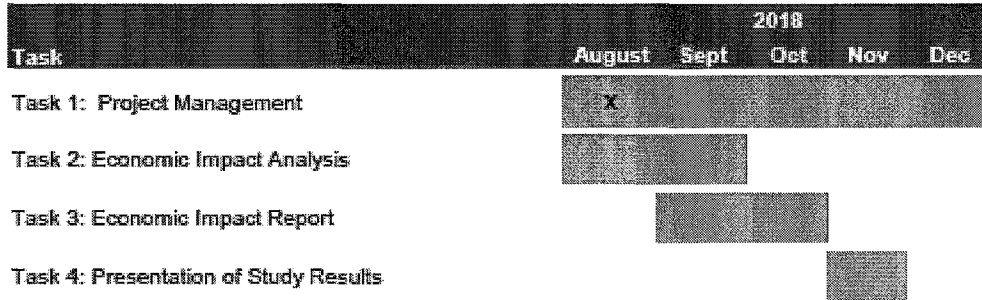 2018
Task August Sept Oct Nov Dec
Task 1: Project Management X
Task 2: Economic Impact Analysis
Task 3: Economic Impact Report
Task 4: Presentation of Study Results